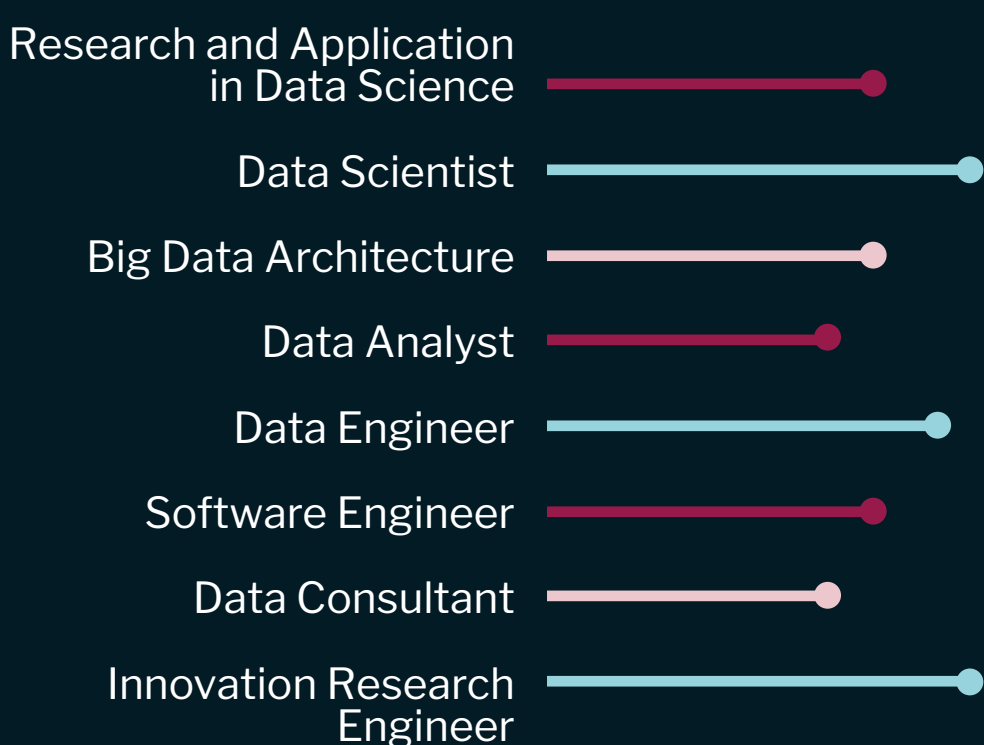 Research and Application
in Data Science
Data Scientist
Big Data Architecture
Data Analyst
Data Engineer
Software Engineer
Data Consultant
Innovation Research
Engineer